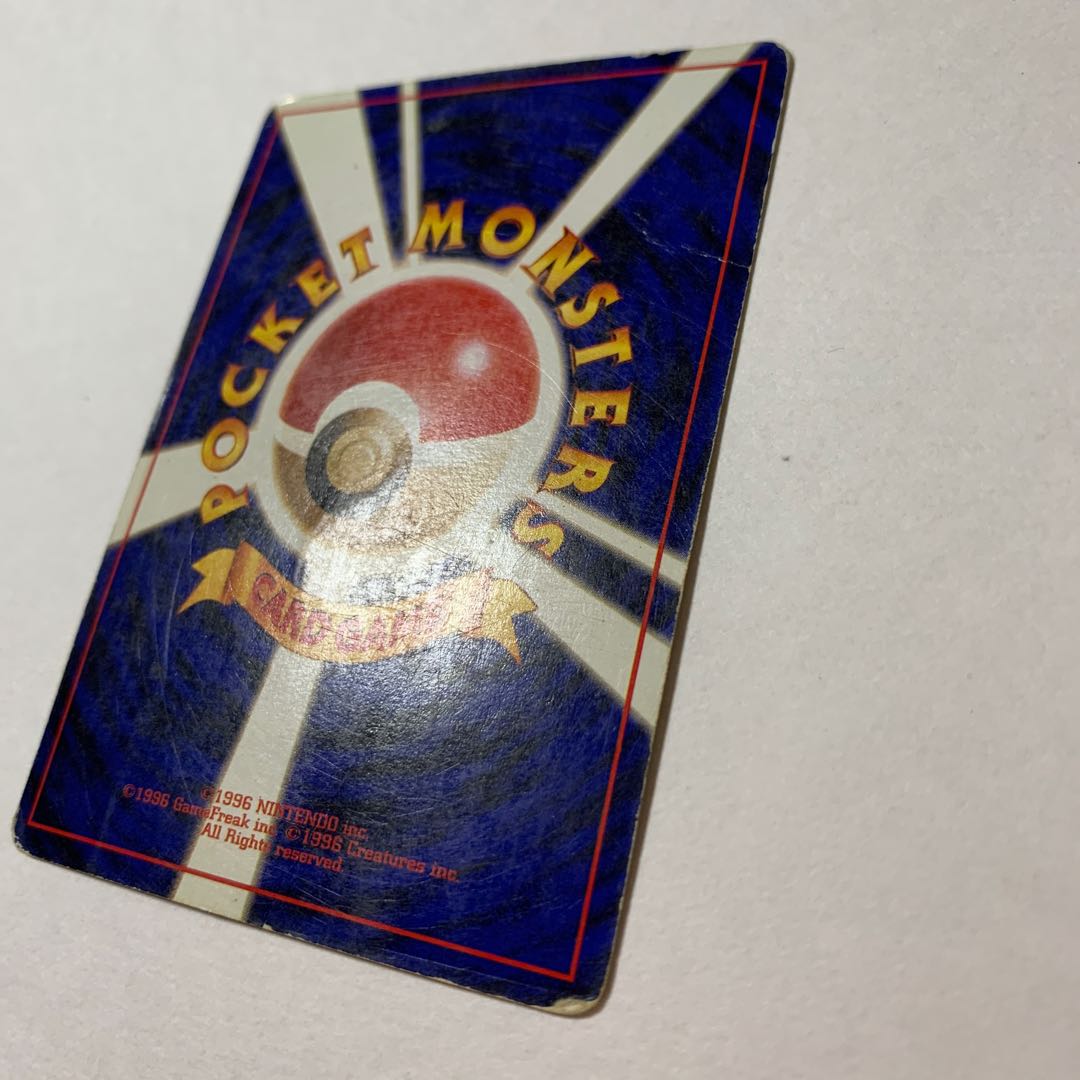 POCKET MONSTERS
CARD GAME
©1996 NINTENDO inc.
©1996 GameFreak inc. ©1996 Creatures inc.
All Rights reserved.